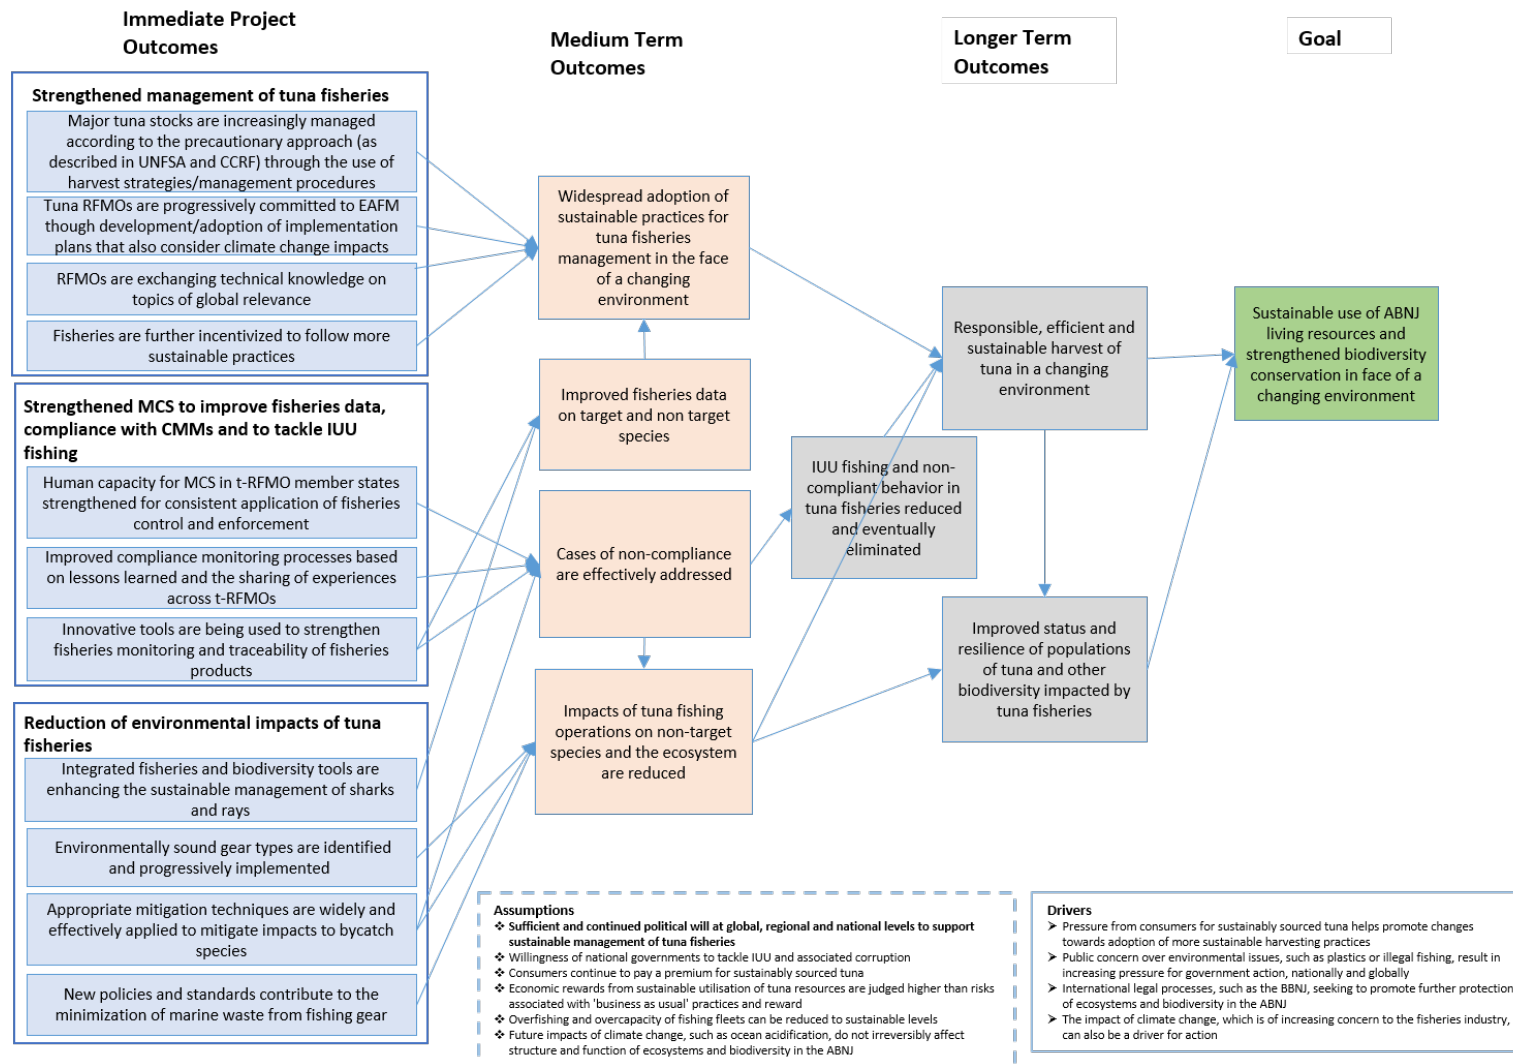 Immediate Project
Outcomes
Medium Term
Outcomes
Longer Term
Outcomes
Goal
Strengthened management of tuna fisheries
Major tuna stocks are increasingly managed
according to the precautionary approach (as
described in UNFSA and CCRF) through the use of
harvest strategies/management procedures
Tuna RFMOs are progressively committed to EAFM
though development/adoption of implementation
plans that also consider climate change impacts
RFMOs are exchanging technical knowledge on
topics of global relevance
Fisheries are further incentivized to follow more
sustainable practices
Strengthened MCS to improve fisheries data,
compliance with CMMs and to tackle IUU
fishing
Human capacity for MCS in t-RFMO member states
strengthened for consistent application of fisheries
control and enforcement
Improved compliance monitoring processes based
on lessons learned and the sharing of experiences
across t-RFMOs
Innovative tools are being used to strengthen
fisheries monitoring and traceability of fisheries
products
Reduction of environmental impacts of tuna
fisheries
Integrated fisheries and biodiversity tools are
enhancing the sustainable management of sharks
and rays
Environmentally sound gear types are identified
and progressively implemented
Appropriate mitigation techniques are widely and
effectively applied to mitigate impacts to bycatch
species
New policies and standards contribute to the
minimization of marine waste from fishing gear
Widespread adoption of
sustainable practices for
tuna fisheries
management in the face
of a changing
environment
Improved fisheries data
on target and non target
species
Cases of non-compliance
are effectively addressed
Impacts of tuna fishing
operations on non-target
species and the ecosystem
are reduced
Responsible, efficient and
sustainable harvest of
tuna in a changing
environment
IUU fishing and non-
compliant behavior in
tuna fisheries reduced
and eventually
eliminated
Improved status and
resilience of populations
of tuna and other
biodiversity impacted by
tuna fisheries
Sustainable use of ABNJ
living resources and
strengthened biodiversity
conservation in face of a
changing environment
Assumptions
❖ Sufficient and continued political will at global, regional and national levels to support
sustainable management of tuna fisheries
❖ Willingness of national governments to tackle IUU and associated corruption
❖ Consumers continue to pay a premium for sustainably sourced tuna
❖ Economic rewards from sustainable utilisation of tuna resources are judged higher than risks
associated with 'business as usual' practices and reward
❖ Overfishing and overcapacity of fishing fleets can be reduced to sustainable levels
❖ Future impacts of climate change, such as ocean acidification, do not irreversibly affect
structure and function of ecosystems and biodiversity in the ABNJ
Drivers
➤ Pressure from consumers for sustainably sourced tuna helps promote changes
towards adoption of more sustainable harvesting practices
➤ Public concern over environmental issues, such as plastics or illegal fishing, result in
increasing pressure for government action, nationally and globally
➤ International legal processes, such as the BBNJ, seeking to promote further protection
of ecosystems and biodiversity in the ABNJ
➤ The impact of climate change, which is of increasing concern to the fisheries industry,
can also be a driver for action